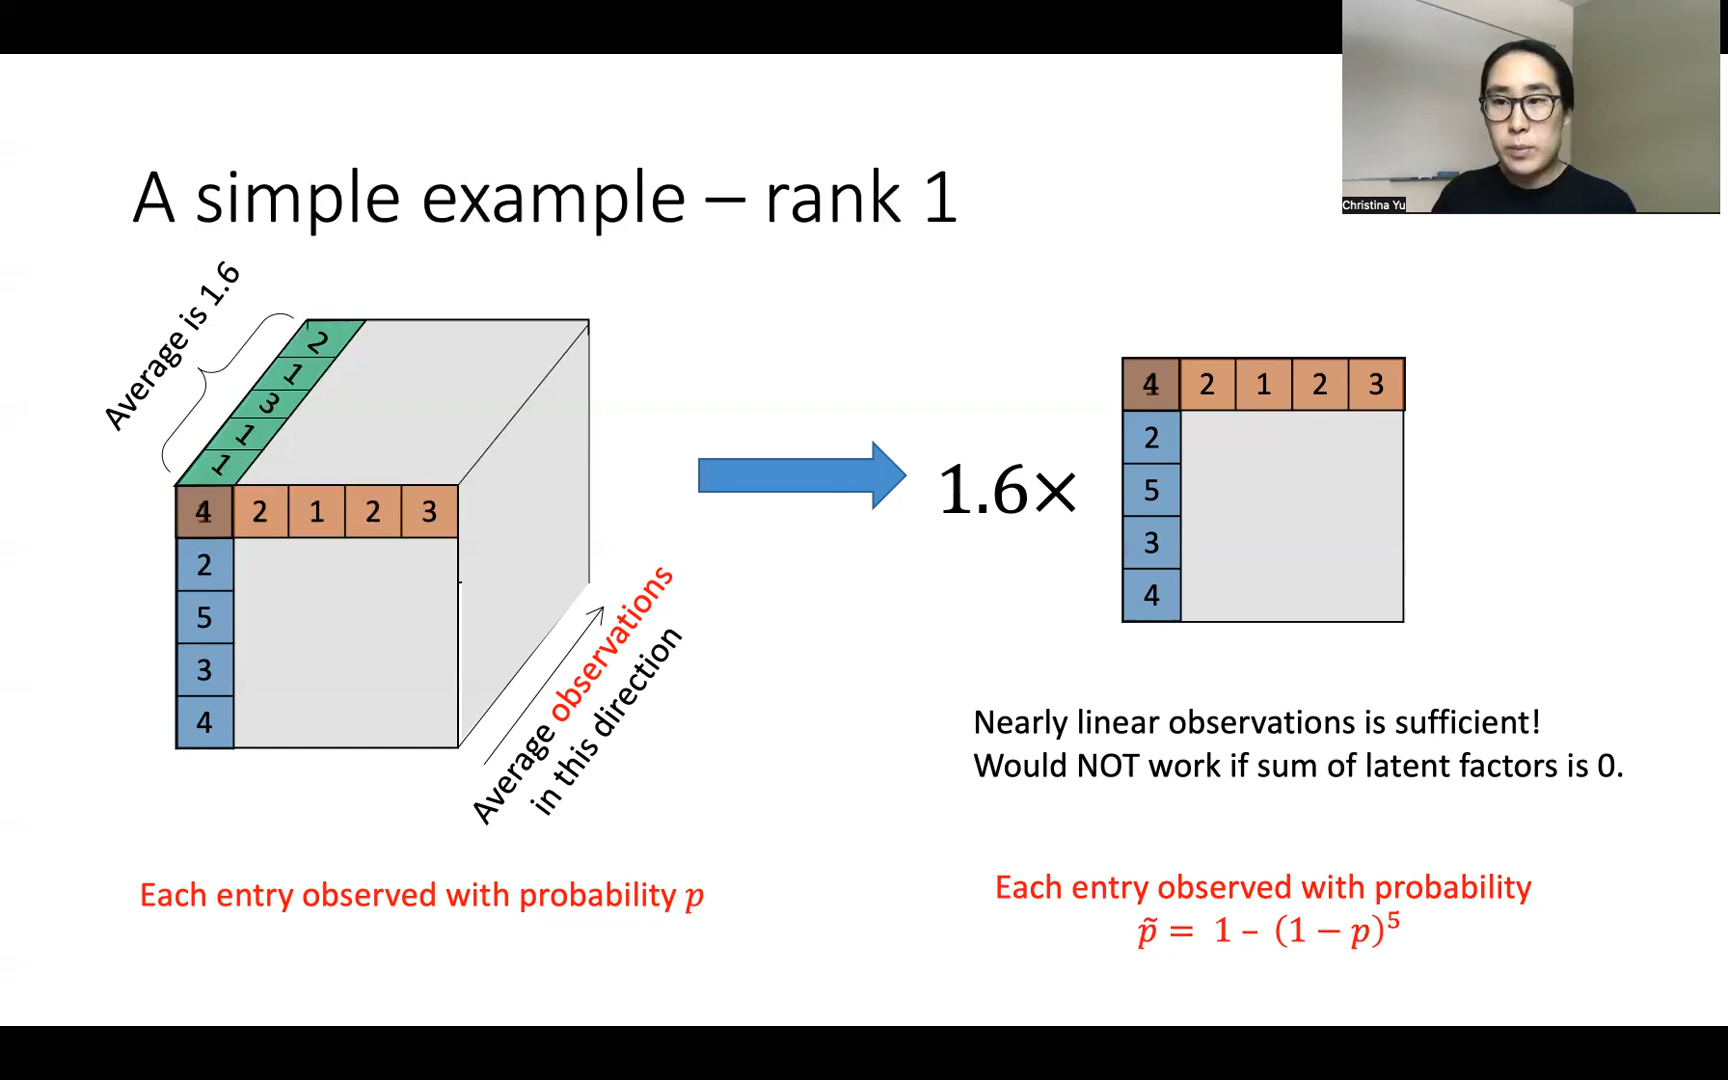 Christina Yu
A simple example – rank 1
Average is 1.6
2
1
3
1
1
4 2 1 2 3
2
5
3
4
Average observations
in this direction
1.6×
4 2 1 2 3
2
5
3
4
Nearly linear observations is sufficient!
Would NOT work if sum of latent factors is 0.
Each entry observed with probability p
Each entry observed with probability
p̃ = 1 – (1 − p)⁵